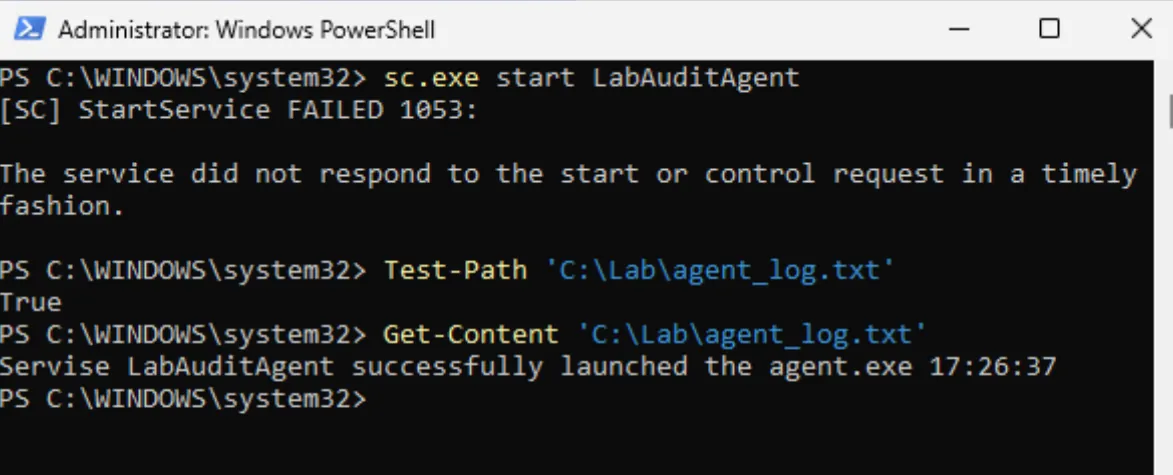 Administrator: Windows PowerShell
PS C:\WINDOWS\system32> sc.exe start LabAuditAgent
[SC] StartService FAILED 1053:
The service did not respond to the start or control request in a timely
fashion.
PS C:\WINDOWS\system32> Test-Path 'C:\Lab\agent_log.txt'
True
PS C:\WINDOWS\system32> Get-Content 'C:\Lab\agent_log.txt'
Servise LabAuditAgent successfully launched the agent.exe 17:26:37
PS C:\WINDOWS\system32>